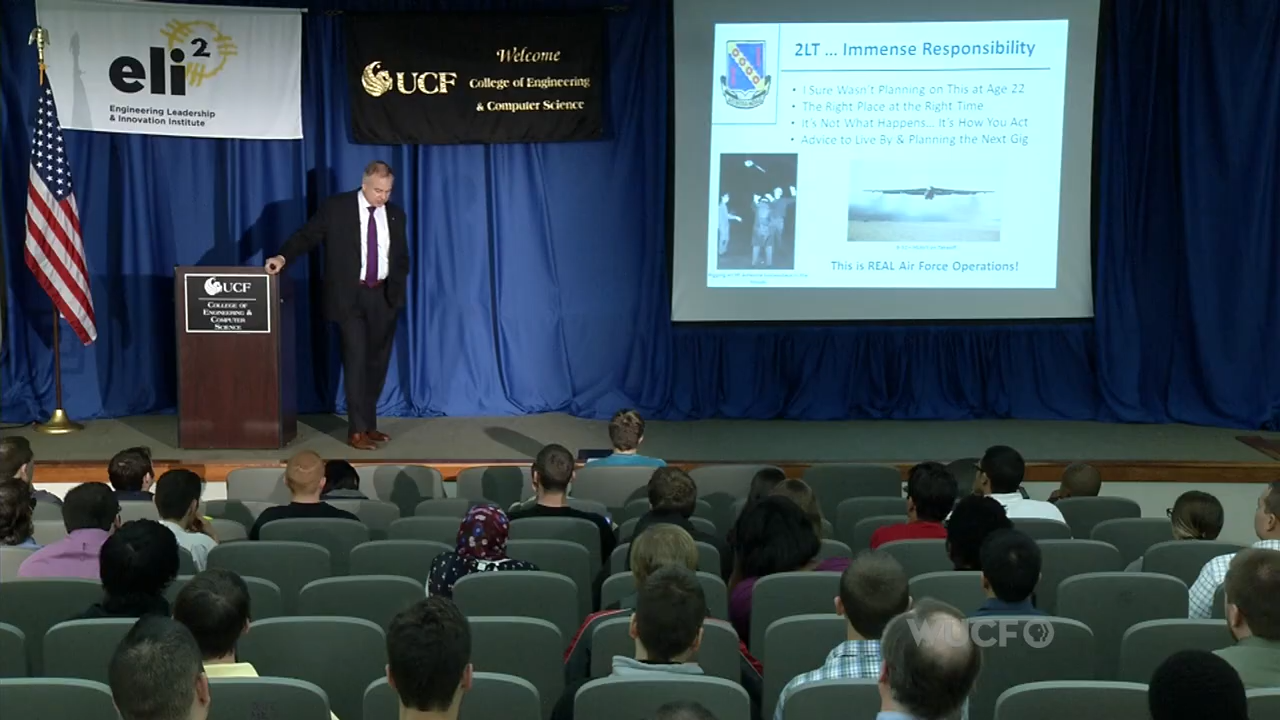 eli²
Engineering Leadership
& Innovation Institute
Welcome
UCF
College of Engineering
& Computer Science
2LT ... Immense Responsibility
• I Sure Wasn't Planning on This at Age 22
• The Right Place at the Right Time
• It's Not What Happens... It's How You Act
• Advice to Live By & Planning the Next Gig
This is REAL Air Force Operations!
UCF
College of
Engineering &
Computer
Science
WUCF
PBS